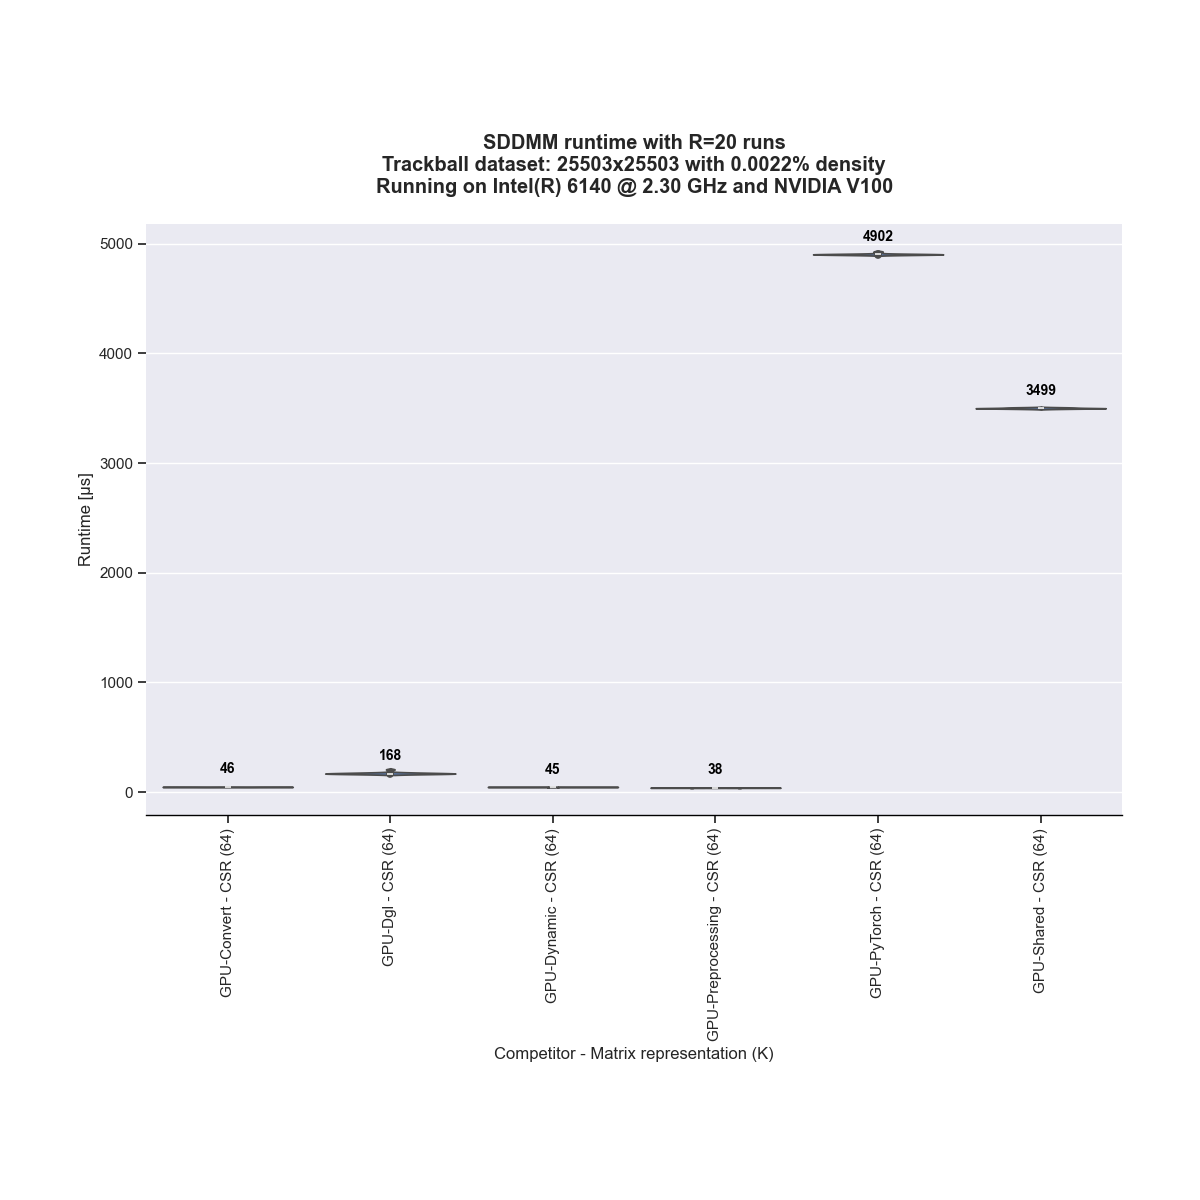 SDDMM runtime with R=20 runs
Trackball dataset: 25503x25503 with 0.0022% density
Running on Intel(R) 6140 @ 2.30 GHz and NVIDIA V100
Runtime [µs]
5000
4000
3000
2000
1000
0
46
168
45
38
4902
3499
GPU-Convert - CSR (64)
GPU-Dgl - CSR (64)
GPU-Dynamic - CSR (64)
GPU-Preprocessing - CSR (64)
GPU-PyTorch - CSR (64)
GPU-Shared - CSR (64)
Competitor - Matrix representation (K)